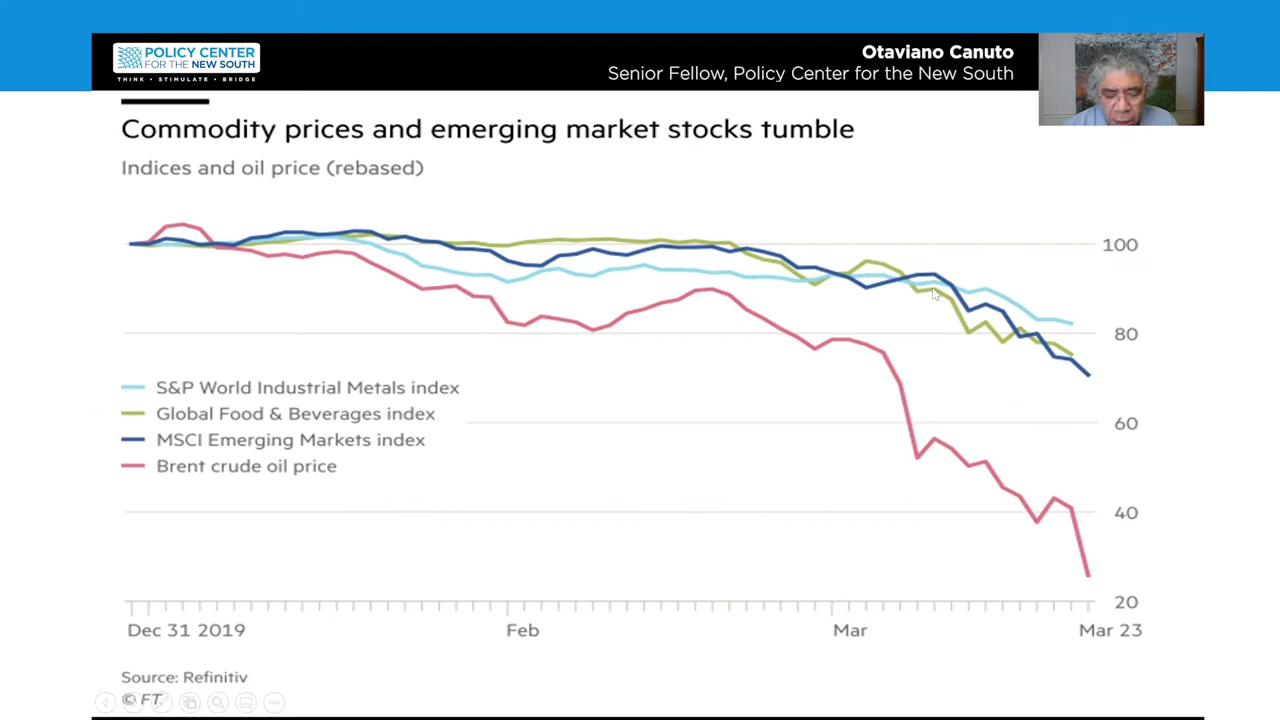 POLICY CENTER
FOR THE NEW SOUTH
THINK • STIMULATE • BRIDGE
Otaviano Canuto
Senior Fellow, Policy Center for the New South
Commodity prices and emerging market stocks tumble
Indices and oil price (rebased)
100
80
S&P World Industrial Metals index
Global Food & Beverages index
MSCI Emerging Markets index
Brent crude oil price
60
40
20
Dec 31 2019
Feb
Mar
Mar 23
Source: Refinitiv
© FT